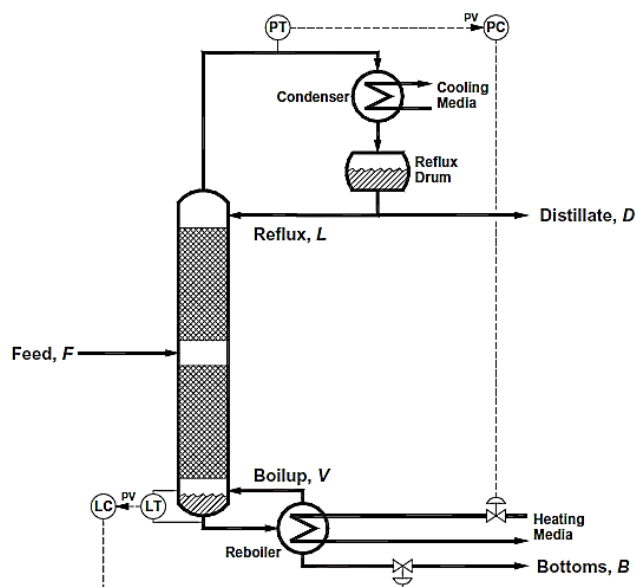 PT
PV
PC
Condenser
Cooling
Media
Reflux
Drum
Reflux, L
Distillate, D
Feed, F
Boilup, V
LC
PV
LT
Reboiler
Heating
Media
Bottoms, B